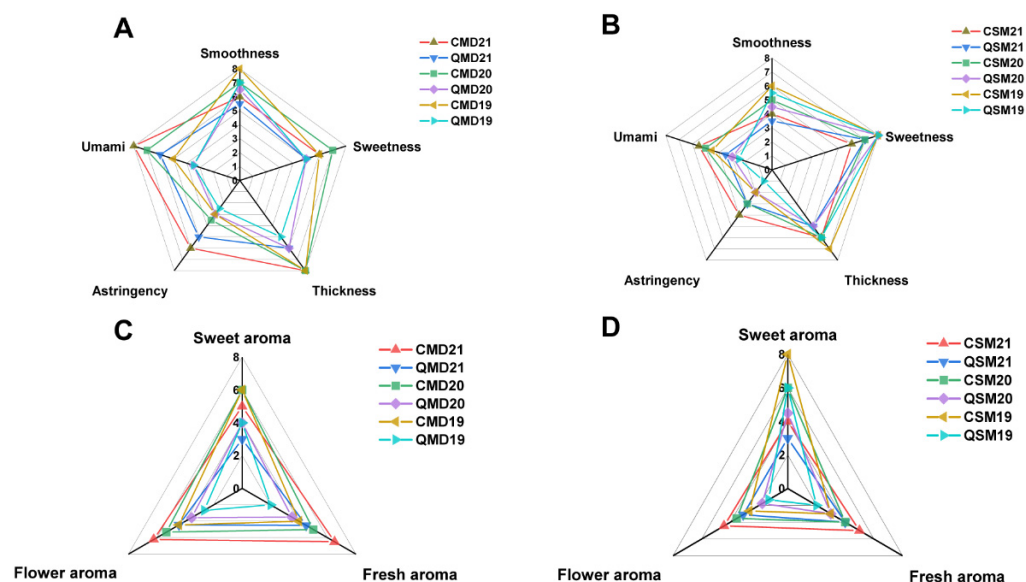 A
Smoothness
8
7
6
5
4
3
2
1
0
Umami
Sweetness
Astringency
Thickness
CMD21
QMD21
CMD20
QMD20
CMD19
QMD19
B
Smoothness
8
7
6
5
4
3
2
1
0
Umami
Sweetness
Astringency
Thickness
CSM21
QSM21
CSM20
QSM20
CSM19
QSM19
C
Sweet aroma
8
6
4
2
0
Flower aroma
Fresh aroma
CMD21
QMD21
CMD20
QMD20
CMD19
QMD19
D
Sweet aroma
8
6
4
2
0
Flower aroma
Fresh aroma
CSM21
QSM21
CSM20
QSM20
CSM19
QSM19